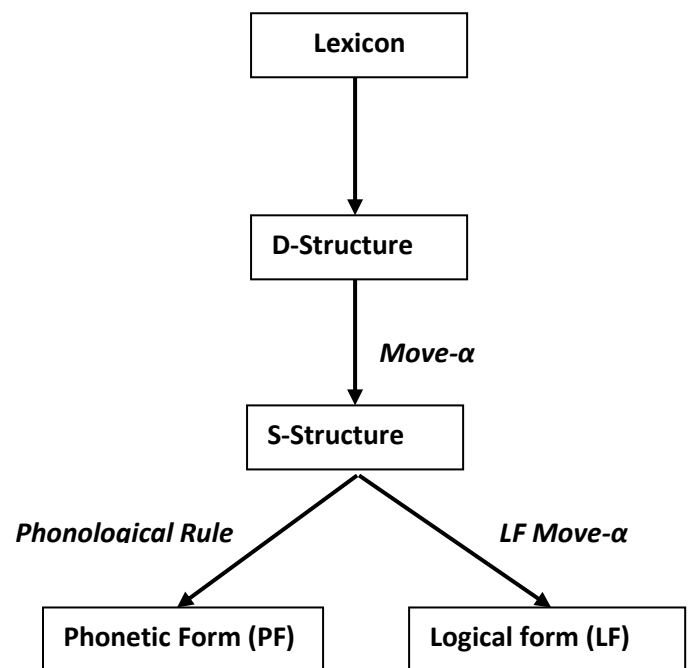 Lexicon
D-Structure
Move-α
S-Structure
Phonological Rule
LF Move-α
Phonetic Form (PF)
Logical form (LF)